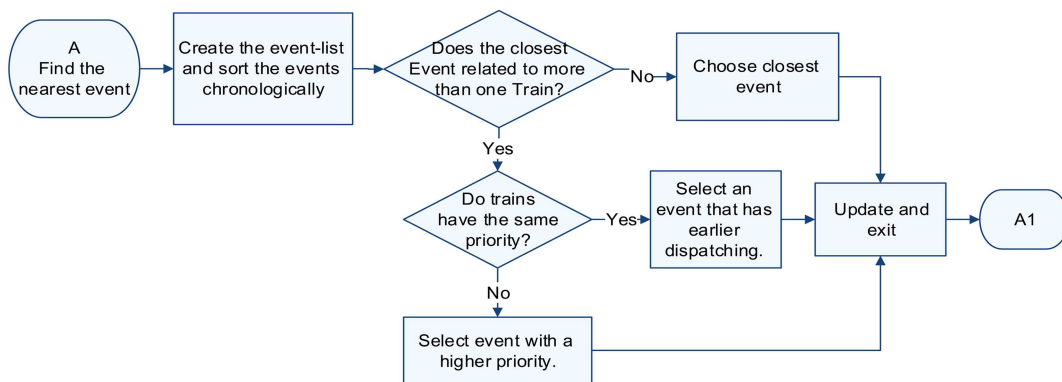 A
Find the
nearest event
Create the event-list
and sort the events
chronologically
Does the closest
Event related to more
than one Train?
No
Choose closest
event
Yes
Do trains
have the same
priority?
Yes
Select an
event that has
earlier
dispatching.
Update and
exit
A1
No
Select event with a
higher priority.